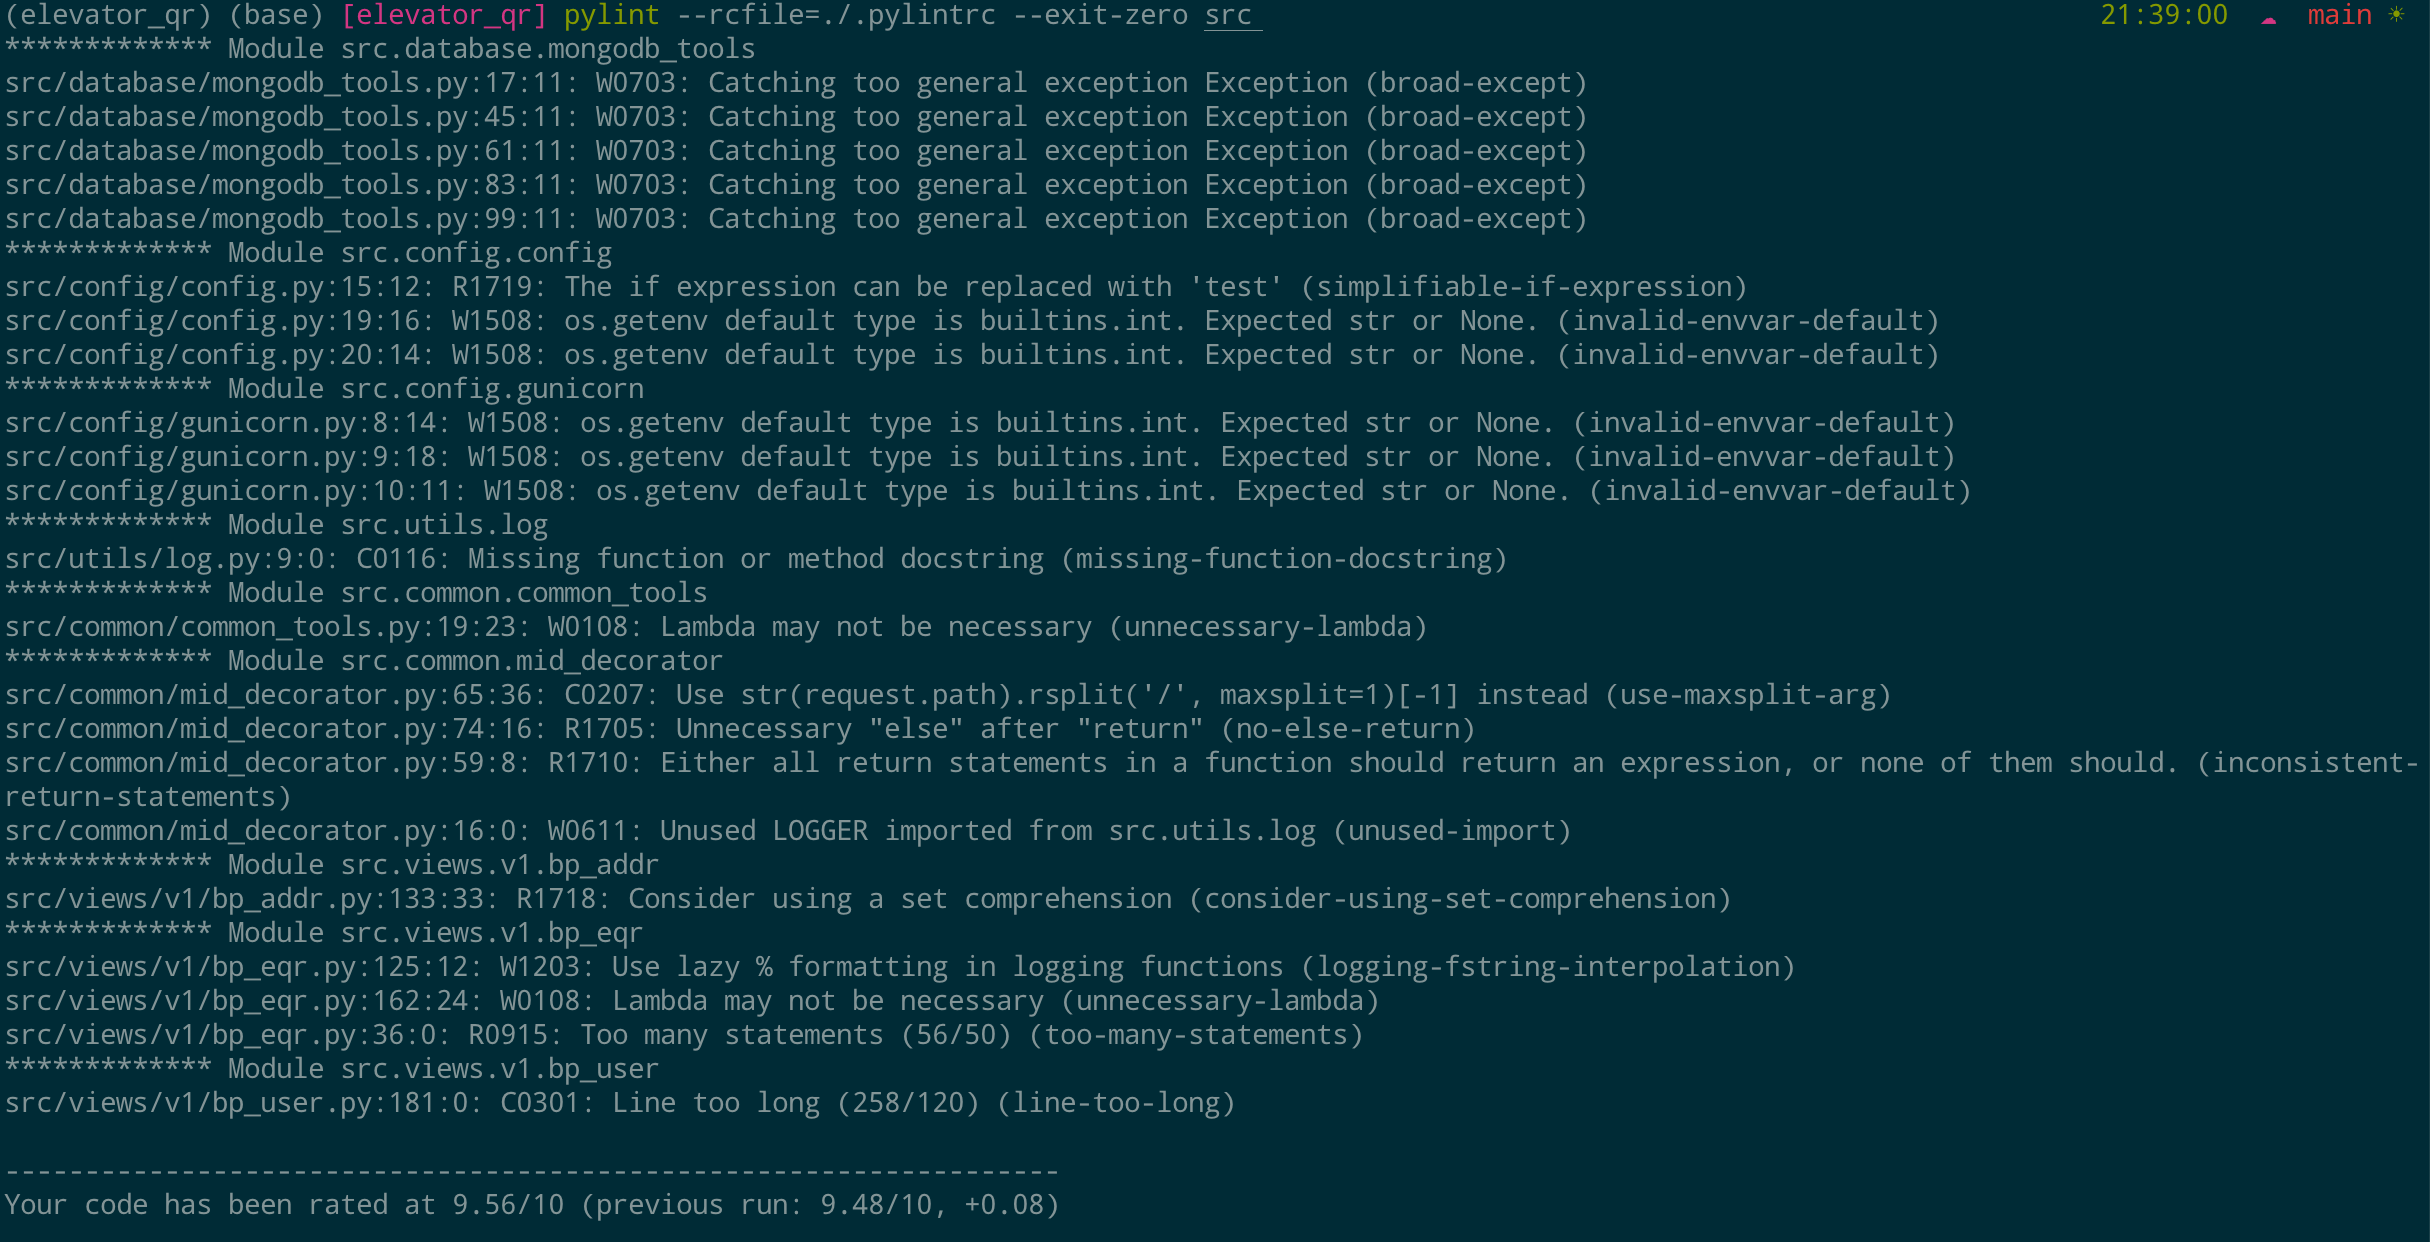 (elevator_qr) (base) [elevator_qr] pylint --rcfile=./.pylintrc --exit-zero src 21:39:00 ☁ main ☀
************* Module src.database.mongodb_tools
src/database/mongodb_tools.py:17:11: W0703: Catching too general exception Exception (broad-except)
src/database/mongodb_tools.py:45:11: W0703: Catching too general exception Exception (broad-except)
src/database/mongodb_tools.py:61:11: W0703: Catching too general exception Exception (broad-except)
src/database/mongodb_tools.py:83:11: W0703: Catching too general exception Exception (broad-except)
src/database/mongodb_tools.py:99:11: W0703: Catching too general exception Exception (broad-except)
************* Module src.config.config
src/config/config.py:15:12: R1719: The if expression can be replaced with 'test' (simplifiable-if-expression)
src/config/config.py:19:16: W1508: os.getenv default type is builtins.int. Expected str or None. (invalid-envvar-default)
src/config/config.py:20:14: W1508: os.getenv default type is builtins.int. Expected str or None. (invalid-envvar-default)
************* Module src.config.gunicorn
src/config/gunicorn.py:8:14: W1508: os.getenv default type is builtins.int. Expected str or None. (invalid-envvar-default)
src/config/gunicorn.py:9:18: W1508: os.getenv default type is builtins.int. Expected str or None. (invalid-envvar-default)
src/config/gunicorn.py:10:11: W1508: os.getenv default type is builtins.int. Expected str or None. (invalid-envvar-default)
************* Module src.utils.log
src/utils/log.py:9:0: C0116: Missing function or method docstring (missing-function-docstring)
************* Module src.common.common_tools
src/common/common_tools.py:19:23: W0108: Lambda may not be necessary (unnecessary-lambda)
************* Module src.common.mid_decorator
src/common/mid_decorator.py:65:36: C0207: Use str(request.path).rsplit('/', maxsplit=1)[-1] instead (use-maxsplit-arg)
src/common/mid_decorator.py:74:16: R1705: Unnecessary "else" after "return" (no-else-return)
src/common/mid_decorator.py:59:8: R1710: Either all return statements in a function should return an expression, or none of them should. (inconsistent-
return-statements)
src/common/mid_decorator.py:16:0: W0611: Unused LOGGER imported from src.utils.log (unused-import)
************* Module src.views.v1.bp_addr
src/views/v1/bp_addr.py:133:33: R1718: Consider using a set comprehension (consider-using-set-comprehension)
************* Module src.views.v1.bp_eqr
src/views/v1/bp_eqr.py:125:12: W1203: Use lazy % formatting in logging functions (logging-fstring-interpolation)
src/views/v1/bp_eqr.py:162:24: W0108: Lambda may not be necessary (unnecessary-lambda)
src/views/v1/bp_eqr.py:36:0: R0915: Too many statements (56/50) (too-many-statements)
************* Module src.views.v1.bp_user
src/views/v1/bp_user.py:181:0: C0301: Line too long (258/120) (line-too-long)
------------------------------------------------------------------
Your code has been rated at 9.56/10 (previous run: 9.48/10, +0.08)